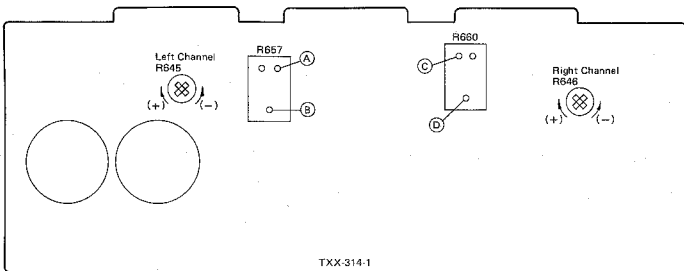 R657
R660
Left Channel
R645
A
C
Right Channel
R646
(+)
(-)
B
D
(+)
(-)
TXX-314-1